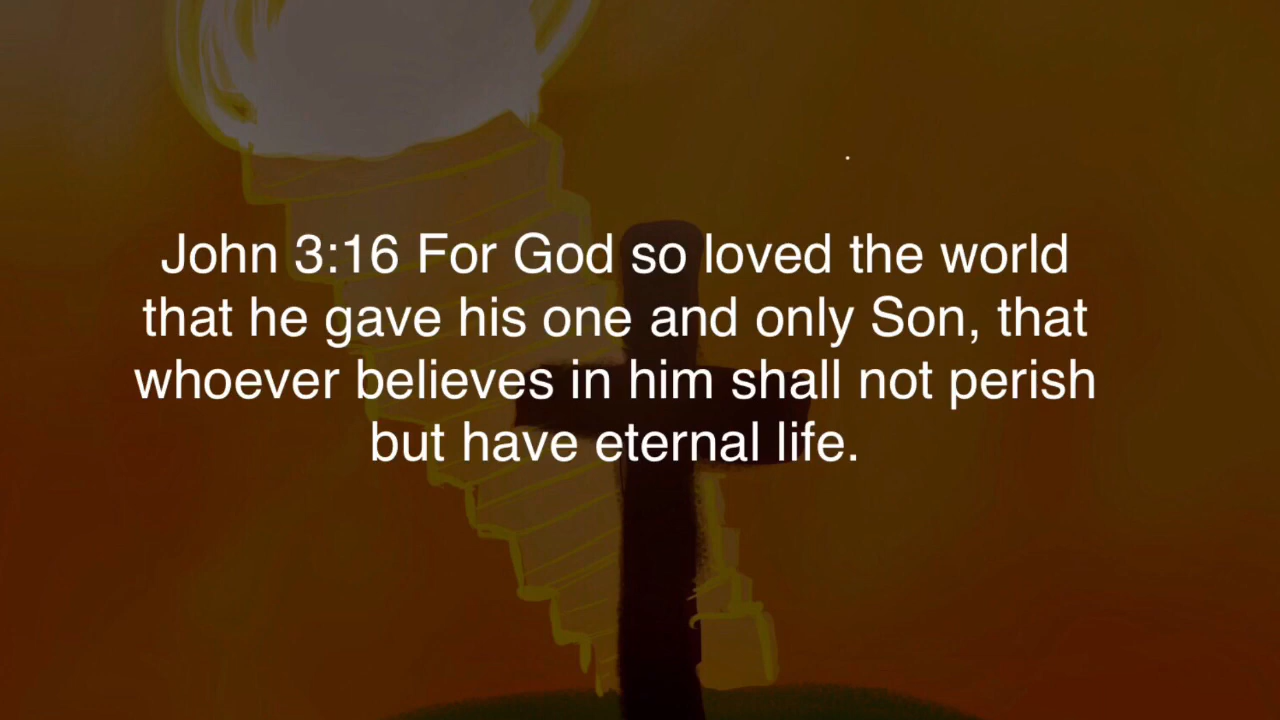 John 3:16 For God so loved the world
that he gave his one and only Son, that
whoever believes in him shall not perish
but have eternal life.